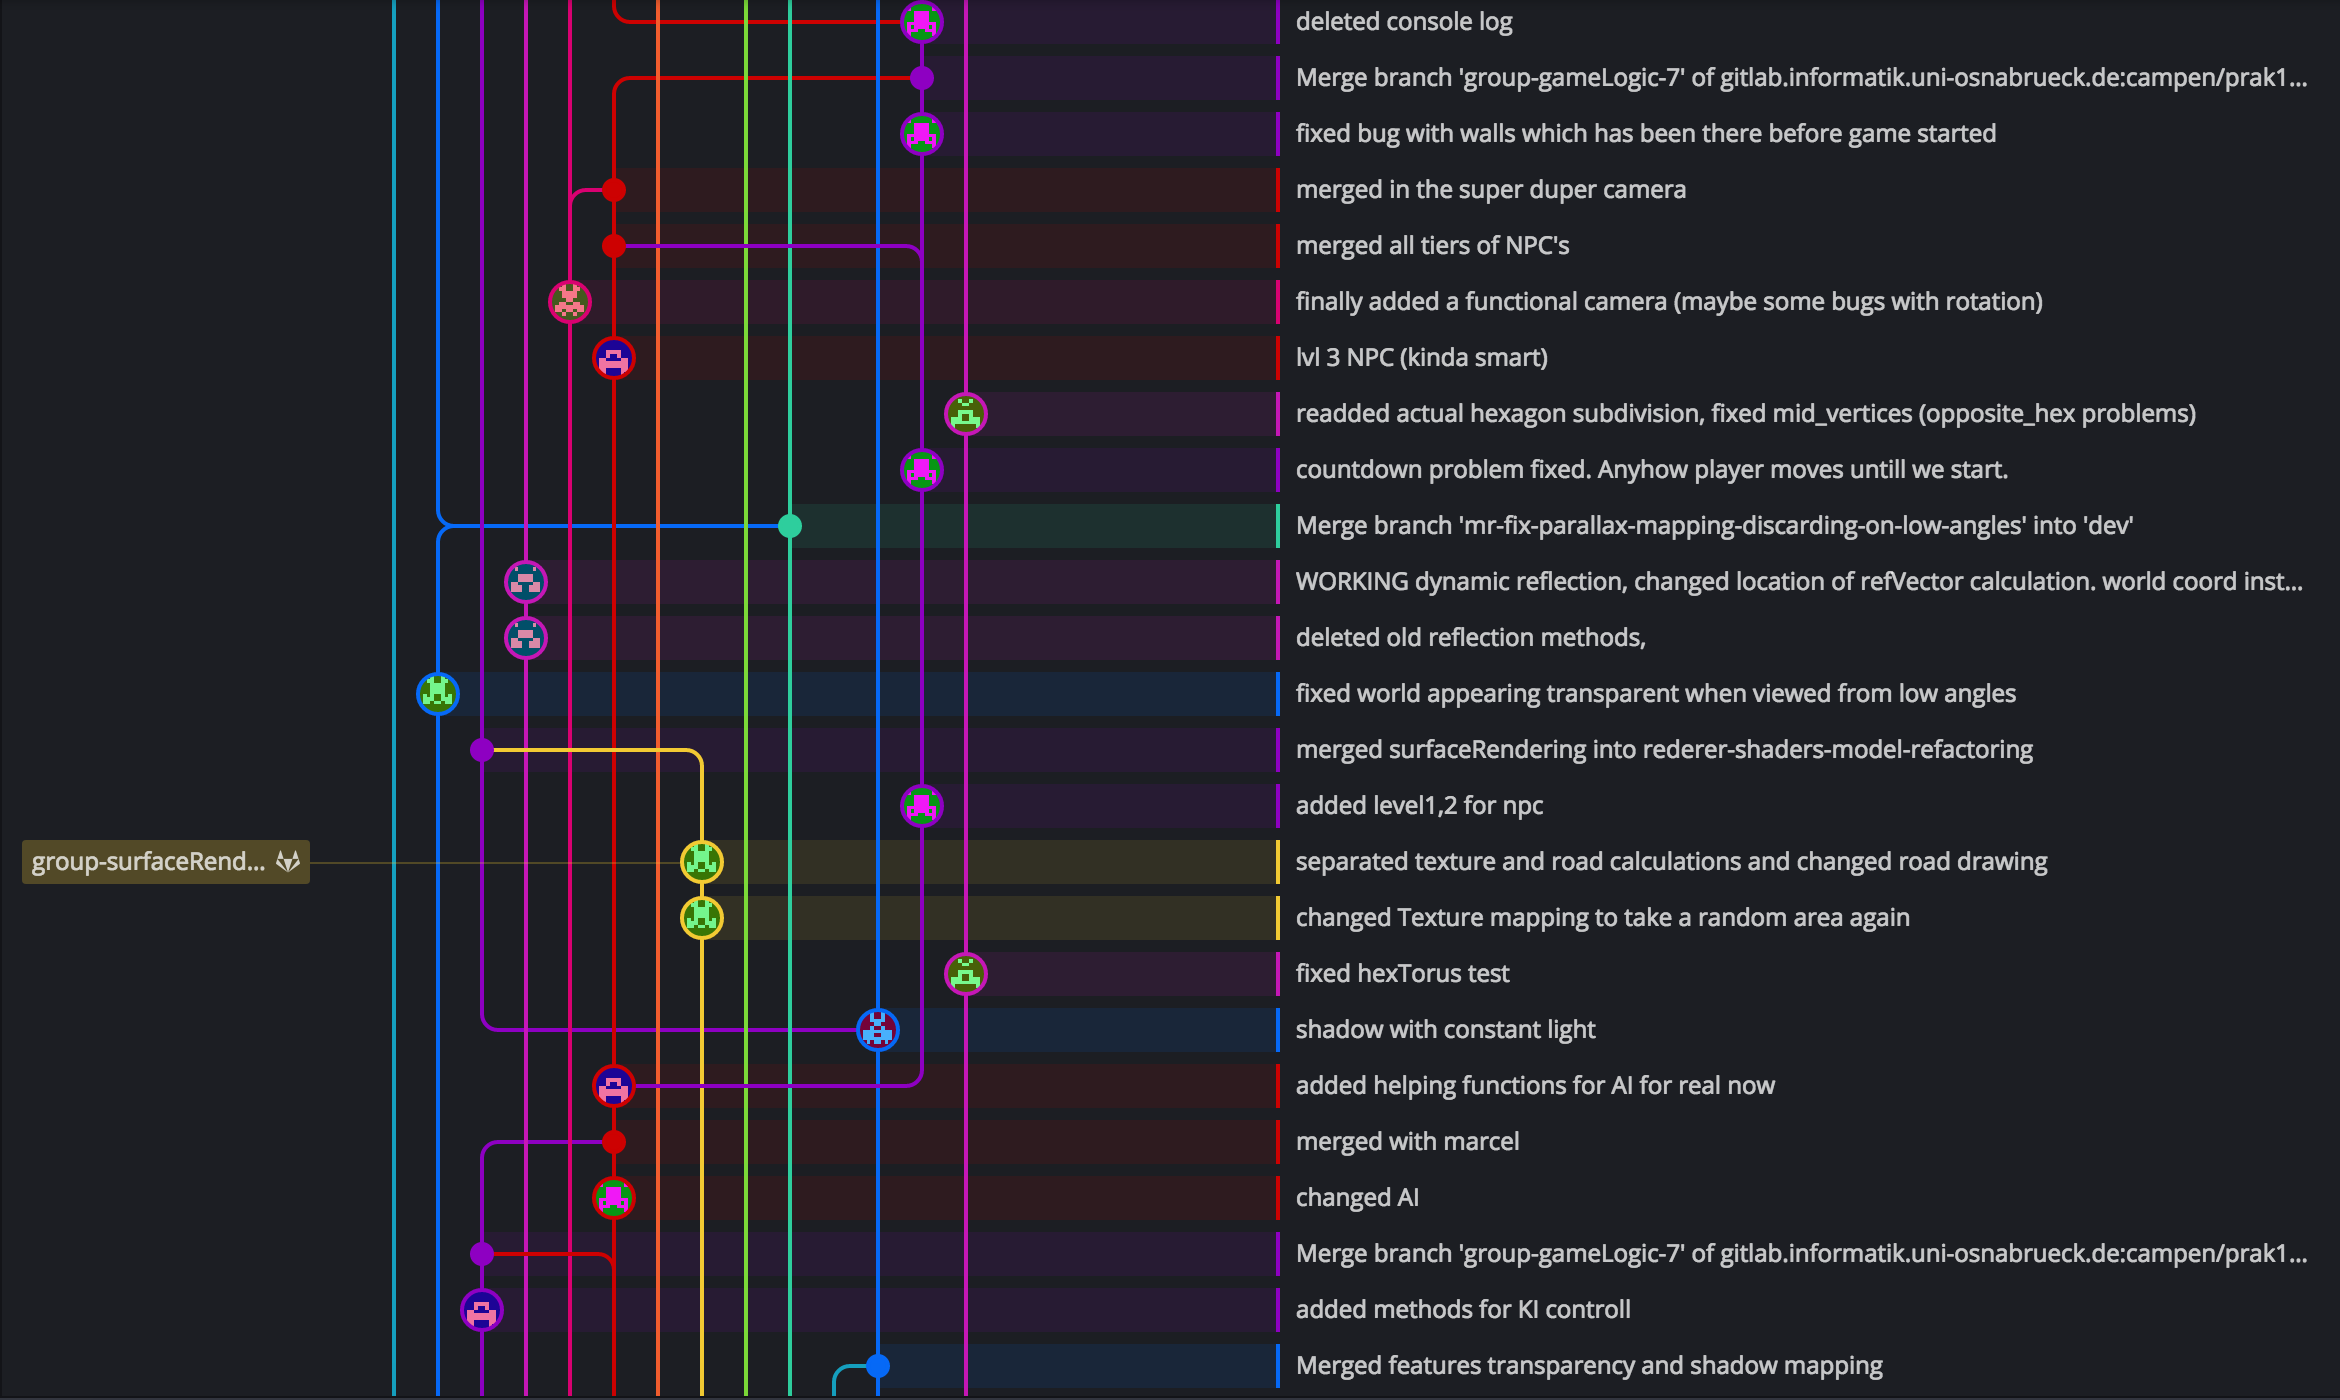 deleted console log
Merge branch 'group-gameLogic-7' of gitlab.informatik.uni-osnabrueck.de:campen/prak1...
fixed bug with walls which has been there before game started
merged in the super duper camera
merged all tiers of NPC's
finally added a functional camera (maybe some bugs with rotation)
lvl 3 NPC (kinda smart)
readded actual hexagon subdivision, fixed mid_vertices (opposite_hex problems)
countdown problem fixed. Anyhow player moves untill we start.
Merge branch 'mr-fix-parallax-mapping-discarding-on-low-angles' into 'dev'
WORKING dynamic reflection, changed location of refVector calculation. world coord inst...
deleted old reflection methods,
fixed world appearing transparent when viewed from low angles
merged surfaceRendering into rederer-shaders-model-refactoring
added level1,2 for npc
group-surfaceRend...
separated texture and road calculations and changed road drawing
changed Texture mapping to take a random area again
fixed hexTorus test
shadow with constant light
added helping functions for AI for real now
merged with marcel
changed AI
Merge branch 'group-gameLogic-7' of gitlab.informatik.uni-osnabrueck.de:campen/prak1...
added methods for KI controll
Merged features transparency and shadow mapping